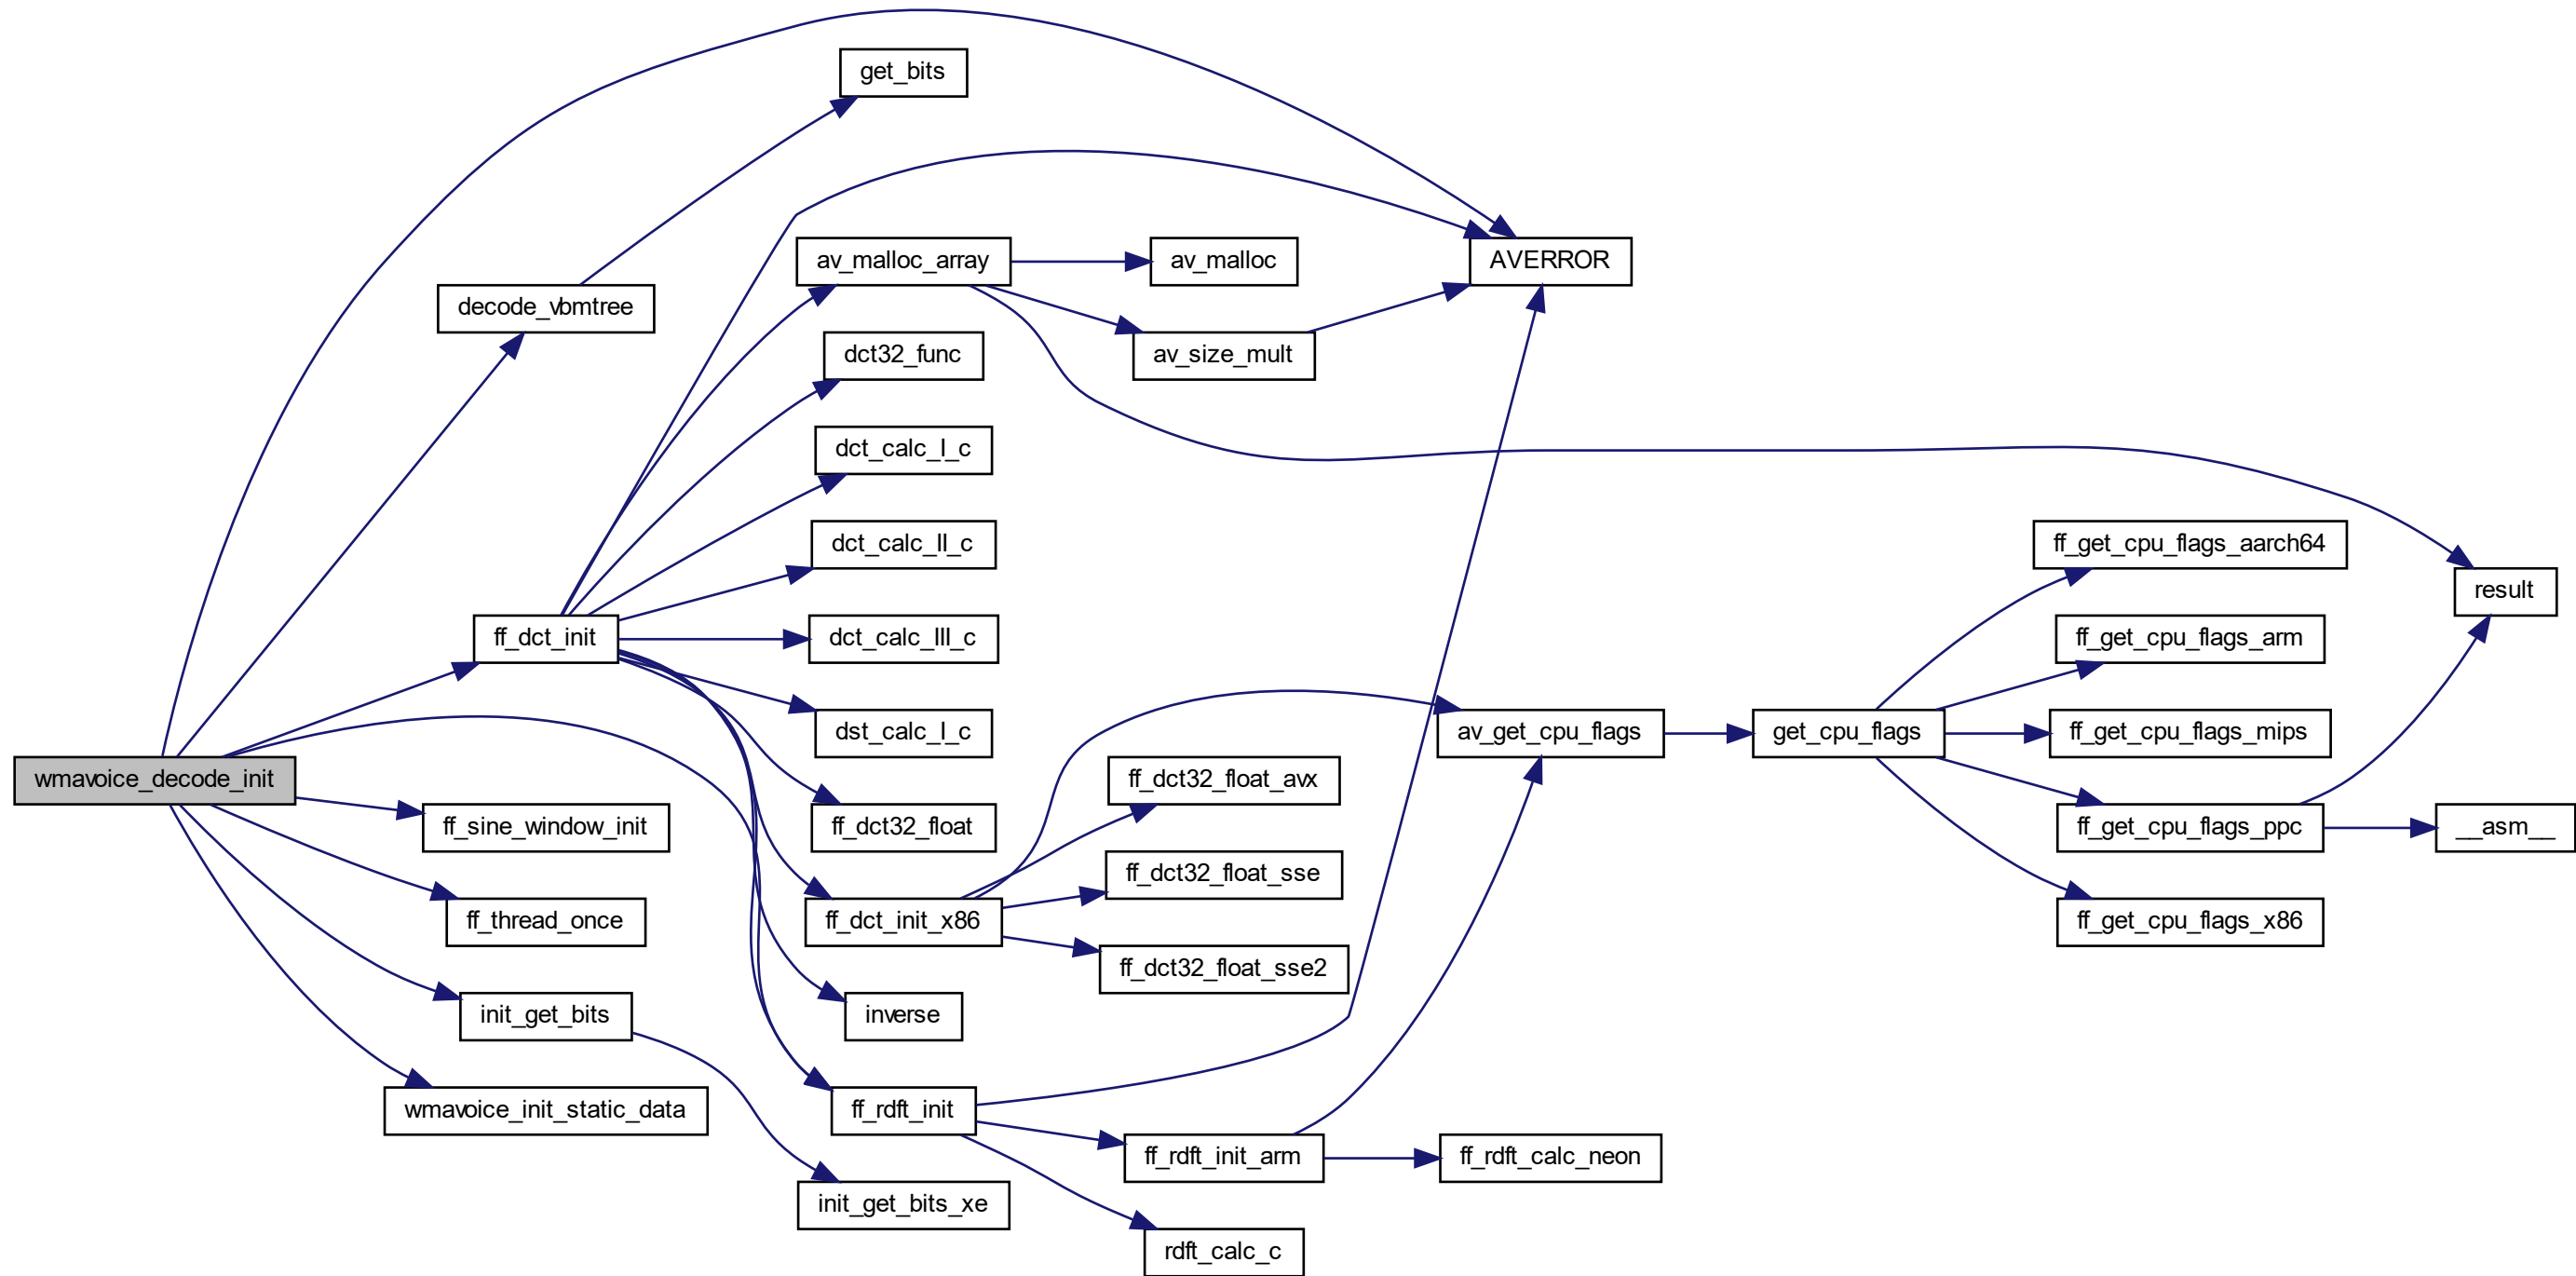 get_bits
av_malloc_array
av_malloc
AVERROR
decode_vbmtree
dct32_func
av_size_mult
dct_calc_I_c
dct_calc_II_c
ff_get_cpu_flags_aarch64
result
ff_dct_init
dct_calc_III_c
ff_get_cpu_flags_arm
dst_calc_I_c
av_get_cpu_flags
get_cpu_flags
ff_get_cpu_flags_mips
wmavoice_decode_init
ff_dct32_float_avx
ff_sine_window_init
ff_dct32_float
ff_get_cpu_flags_ppc
__asm__
ff_dct32_float_sse
ff_thread_once
ff_dct_init_x86
ff_get_cpu_flags_x86
ff_dct32_float_sse2
init_get_bits
inverse
wmavoice_init_static_data
ff_rdft_init
ff_rdft_init_arm
ff_rdft_calc_neon
init_get_bits_xe
rdft_calc_c